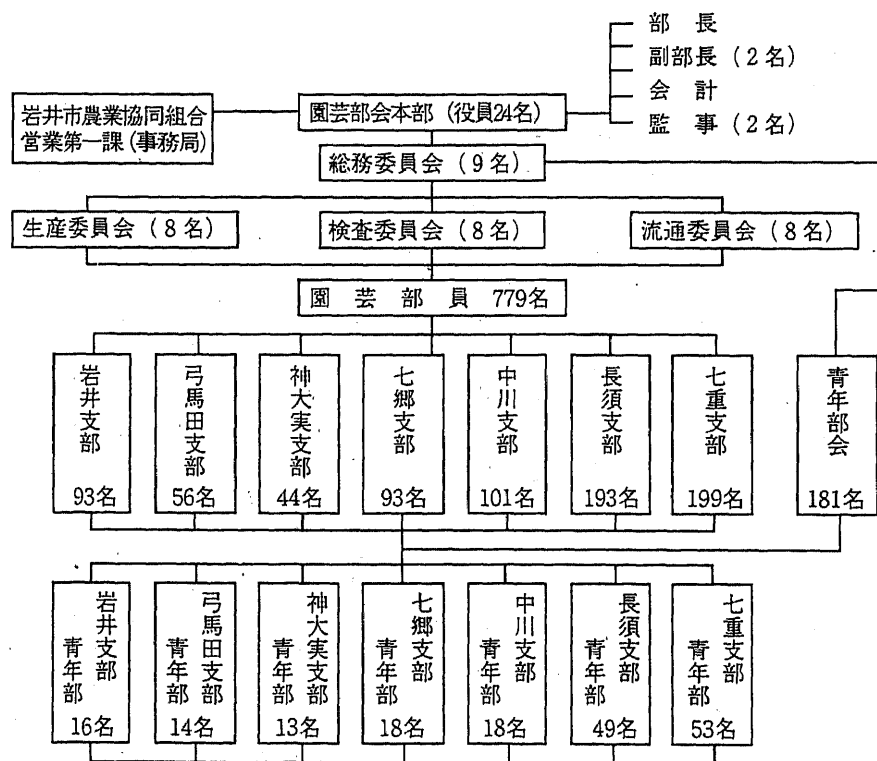 部長
副部長(2名)
会計
監事(2名)
岩井市農業協同組合
営業第一課(事務局)
園芸部会本部(役員24名)
総務委員会(9名)
生産委員会(8名)
検査委員会(8名)
流通委員会(8名)
園芸部員 779名
岩井支部
93名
弓馬田支部
56名
神大実支部
44名
七郷支部
93名
中川支部
101名
長須支部
193名
七重支部
199名
青年部会
181名
岩井支部
青年部
16名
弓馬田支部
青年部
14名
神大実支部
青年部
13名
七郷支部
青年部
18名
中川支部
青年部
18名
長須支部
青年部
49名
七重支部
青年部
53名